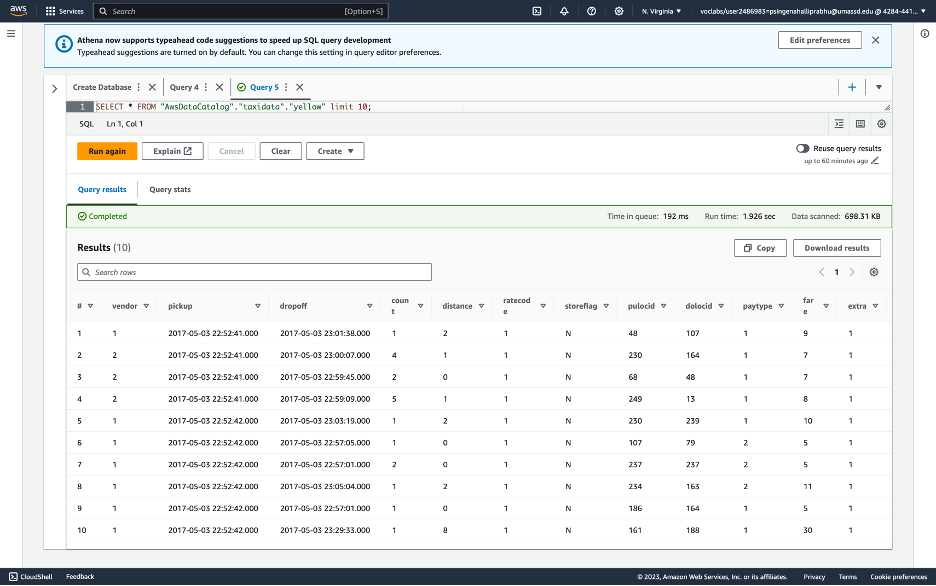 aws Services Search [Option+S] N. Virginia voclabs/user2486983=psingenahalliprabhu@umassd.edu @ 4284-441...
Athena now supports typeahead code suggestions to speed up SQL query development
Typeahead suggestions are turned on by default. You can change this setting in query editor preferences.
Edit preferences
Create Database Query 4 Query 5
1 SELECT * FROM "AwsDataCatalog"."taxidata"."yellow" limit 10;
SQL Ln 1, Col 1
Run again Explain Cancel Clear Create Reuse query results
up to 60 minutes ago
Query results Query stats
Completed Time in queue: 192 ms Run time: 1.926 sec Data scanned: 698.31 KB
Results (10) Copy Download results
Search rows 1
# vendor pickup dropoff count distance ratecode storeflag pulocid dolocid paytype fare extra
1 1 2017-05-03 22:52:41.000 2017-05-03 23:01:38.000 1 2 1 N 48 107 1 9 1
2 2 2017-05-03 22:52:41.000 2017-05-03 23:00:07.000 4 1 1 N 230 164 1 7 1
3 2 2017-05-03 22:52:41.000 2017-05-03 22:59:45.000 2 0 1 N 68 48 1 7 1
4 2 2017-05-03 22:52:41.000 2017-05-03 22:59:09.000 5 1 1 N 249 13 1 8 1
5 1 2017-05-03 22:52:42.000 2017-05-03 23:03:19.000 1 2 1 N 230 239 1 10 1
6 1 2017-05-03 22:52:42.000 2017-05-03 22:57:05.000 1 0 1 N 107 79 2 5 1
7 1 2017-05-03 22:52:42.000 2017-05-03 22:57:01.000 2 0 1 N 237 237 2 5 1
8 1 2017-05-03 22:52:42.000 2017-05-03 23:05:04.000 1 2 1 N 234 163 2 11 1
9 1 2017-05-03 22:52:42.000 2017-05-03 22:57:01.000 1 0 1 N 186 164 1 5 1
10 1 2017-05-03 22:52:42.000 2017-05-03 23:29:33.000 1 8 1 N 161 188 1 30 1
CloudShell Feedback © 2023, Amazon Web Services, Inc. or its affiliates. Privacy Terms Cookie preferences